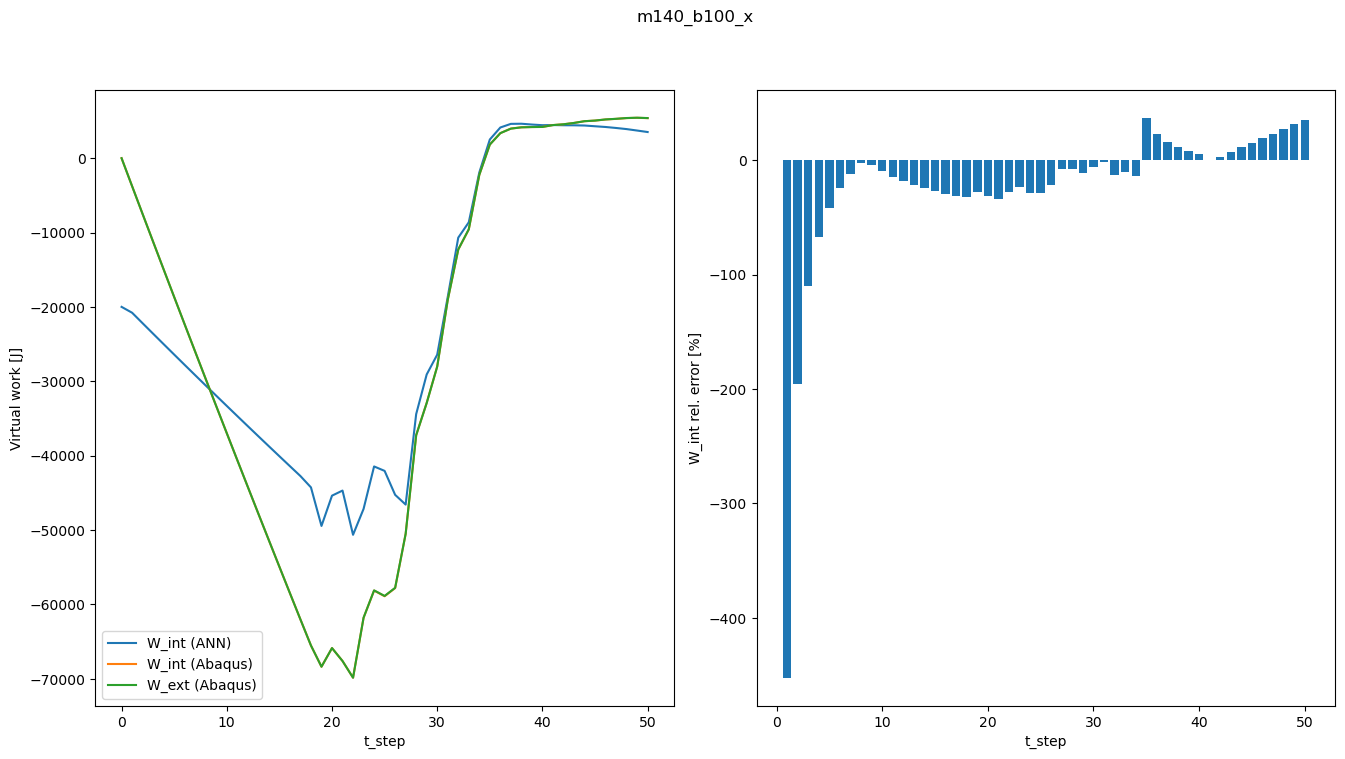 m140_b100_x
Virtual work [J]
0
−10000
−20000
−30000
−40000
−50000
−60000
−70000
W_int (ANN)
W_int (Abaqus)
W_ext (Abaqus)
0 10 20 30 40 50
t_step
W_int rel. error [%]
0
−100
−200
−300
−400
0 10 20 30 40 50
t_step